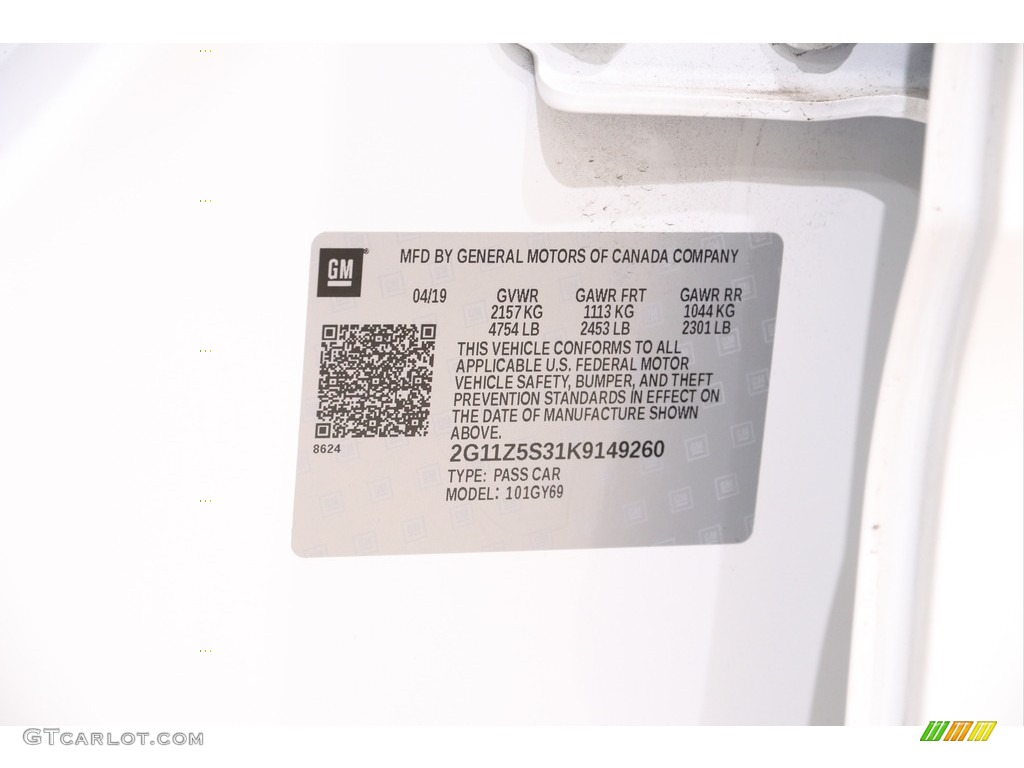 GM®
MFD BY GENERAL MOTORS OF CANADA COMPANY
04/19 GVWR GAWR FRT GAWR RR
2157 KG 1113 KG 1044 KG
4754 LB 2453 LB 2301 LB
THIS VEHICLE CONFORMS TO ALL
APPLICABLE U.S. FEDERAL MOTOR
VEHICLE SAFETY, BUMPER, AND THEFT
PREVENTION STANDARDS IN EFFECT ON
THE DATE OF MANUFACTURE SHOWN
ABOVE.
8624
2G11Z5S31K9149260
TYPE: PASS CAR
MODEL: 101GY69
GTCARLOT.COM